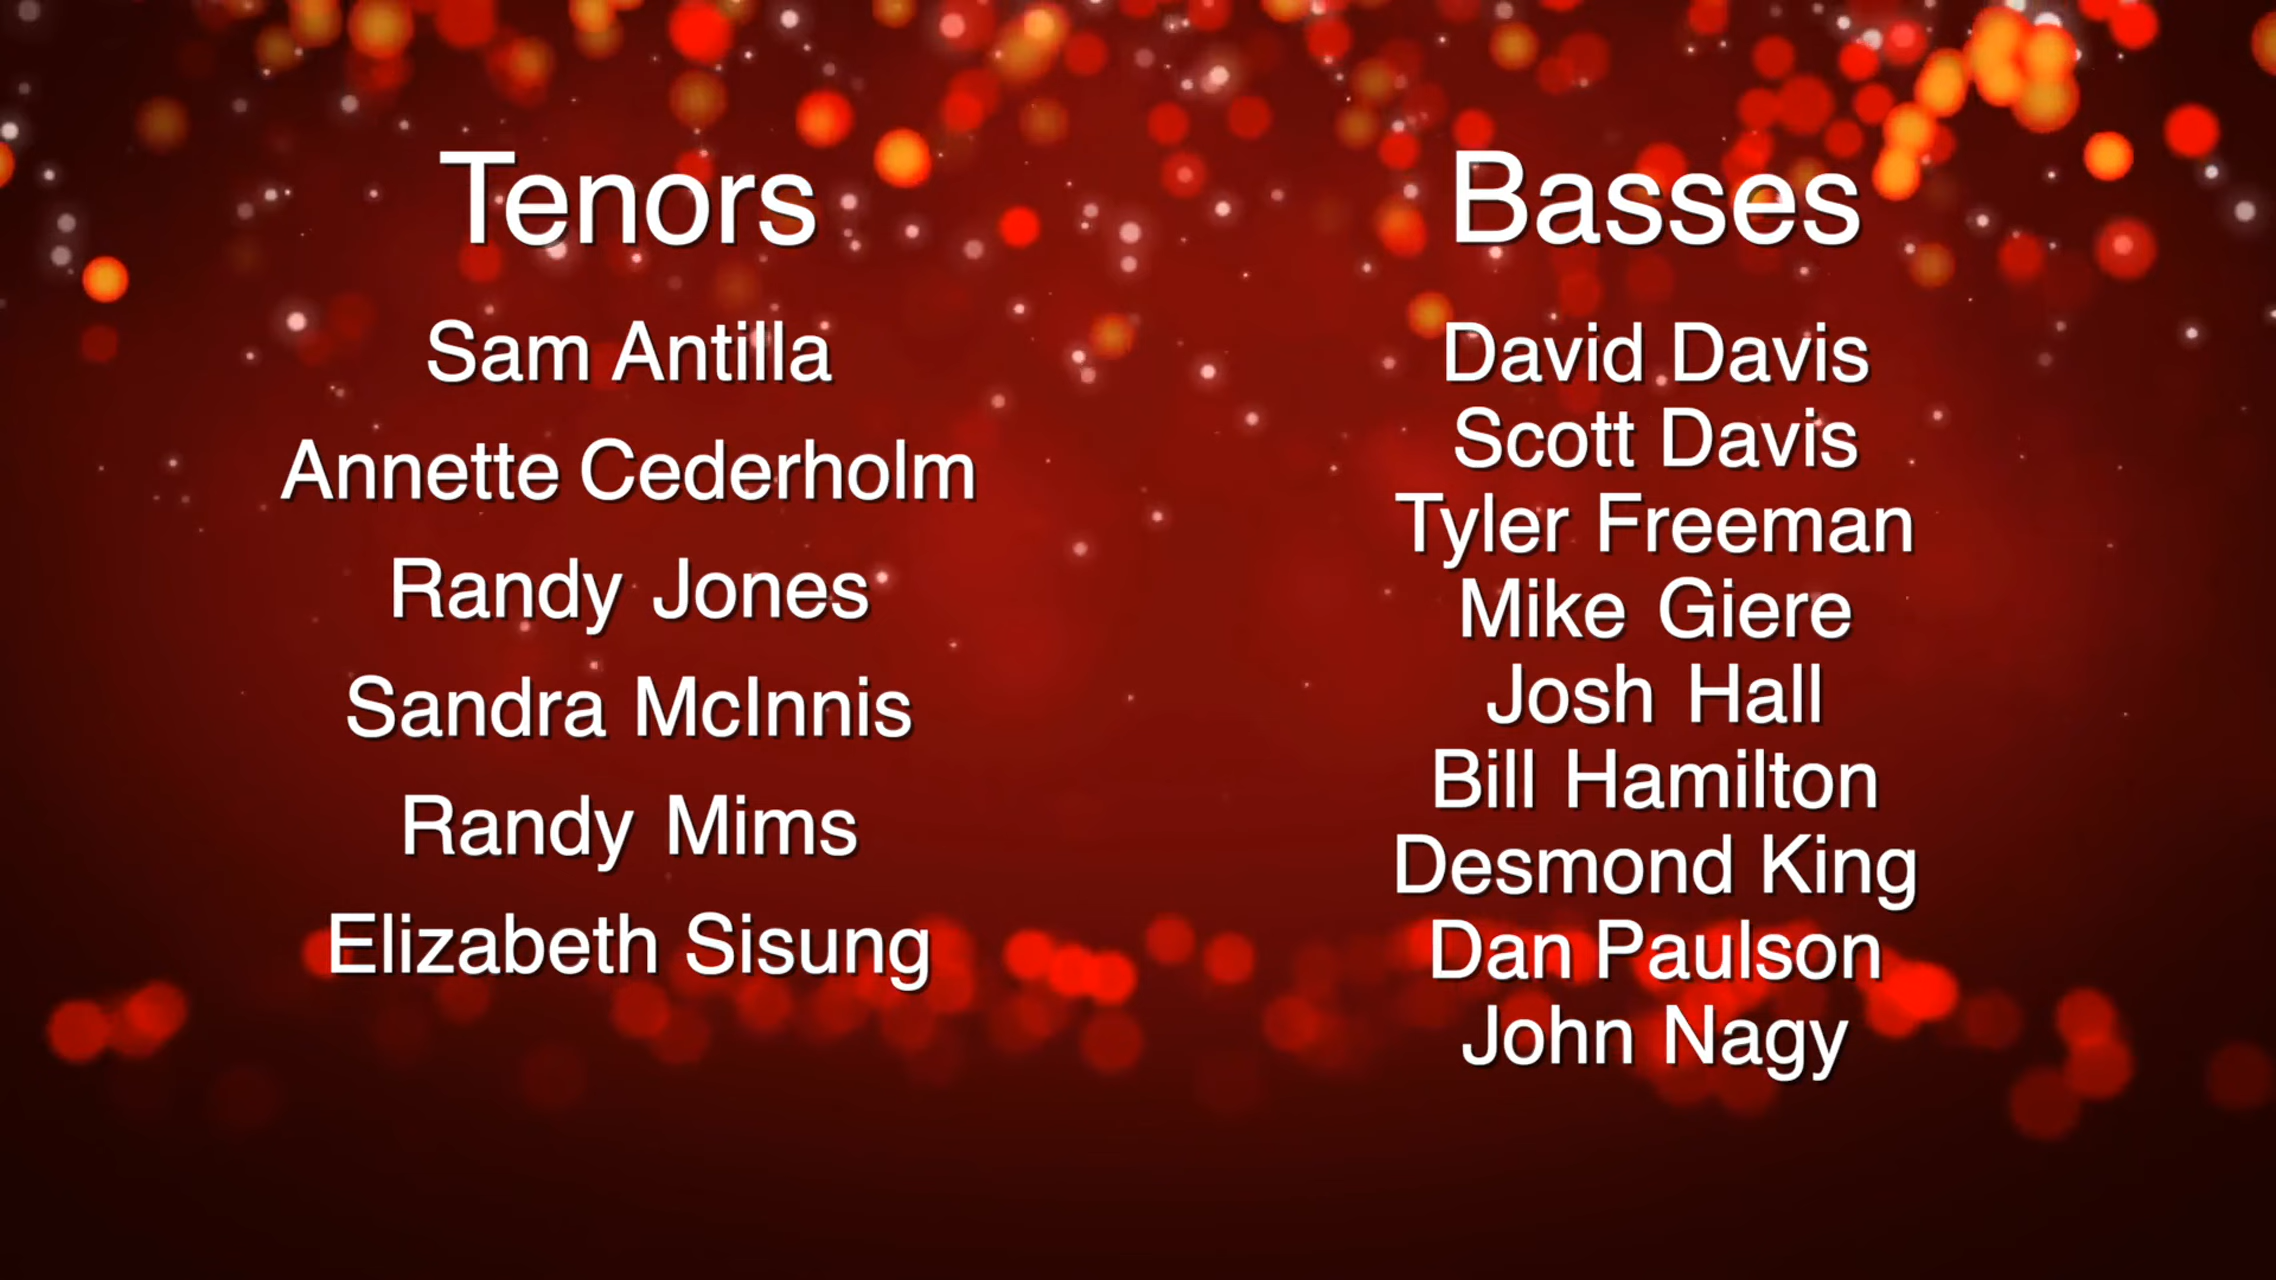 Tenors
Sam Antilla
Annette Cederholm
Randy Jones
Sandra McInnis
Randy Mims
Elizabeth Sisung
Basses
David Davis
Scott Davis
Tyler Freeman
Mike Giere
Josh Hall
Bill Hamilton
Desmond King
Dan Paulson
John Nagy